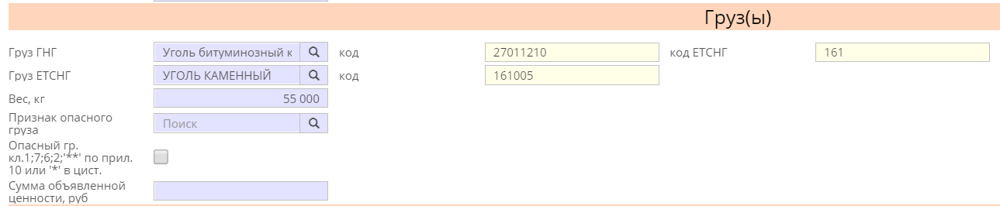 Груз(ы)
Груз ГНГ Уголь битуминозный к код 27011210 код ЕТСНГ 161
Груз ЕТСНГ УГОЛЬ КАМЕННЫЙ код 161005
Вес, кг 55 000
Признак опасного
груза
Поиск
Опасный гр.
кл.1;7;6;2;'**' по прил.
10 или '*' в цист.
Сумма объявленной
ценности, руб